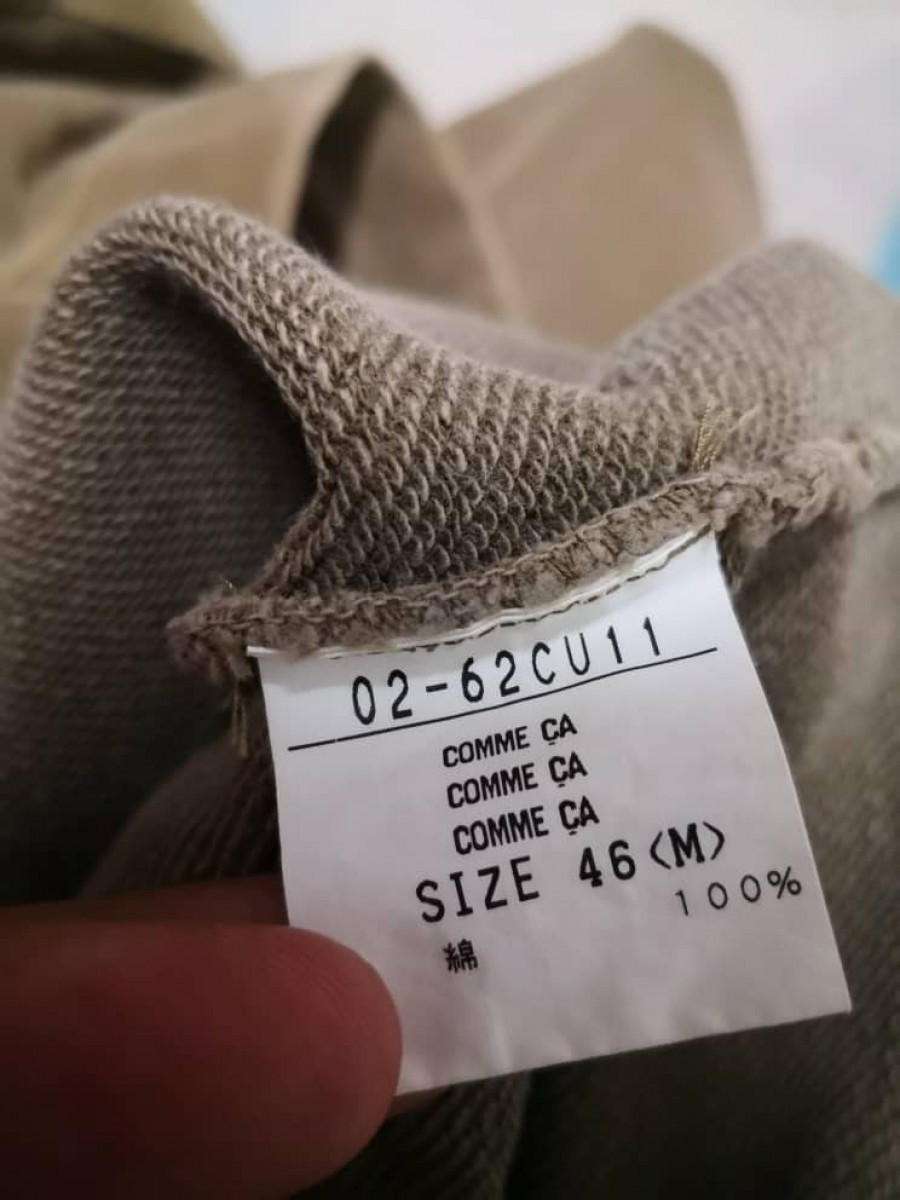 02-62CU11
COMME ÇA
COMME ÇA
COMME ÇA
SIZE 46<M>
綿 100%